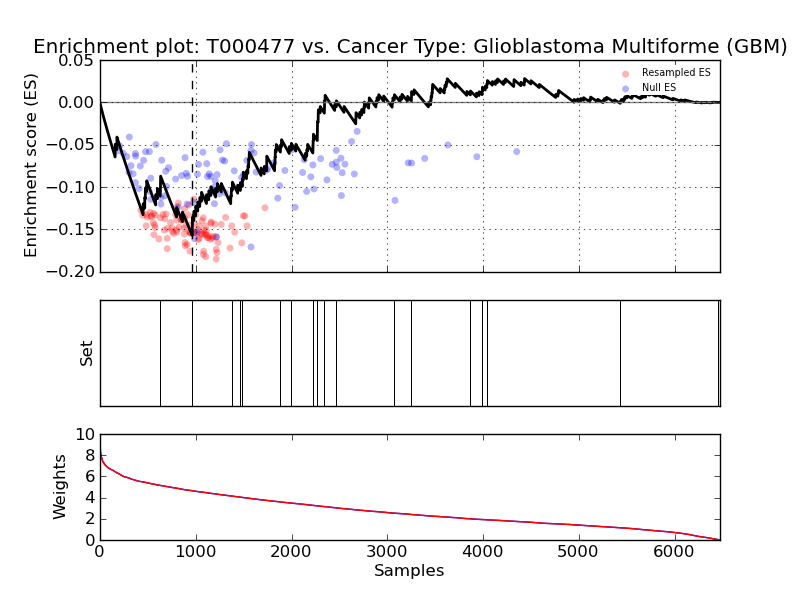 Enrichment plot: T000477 vs. Cancer Type: Glioblastoma Multiforme (GBM)
Enrichment score (ES)
0.05
0.00
−0.05
−0.10
−0.15
−0.20
Resampled ES
Null ES
Set
Weights
10
8
6
4
2
0
0 1000 2000 3000 4000 5000 6000
Samples